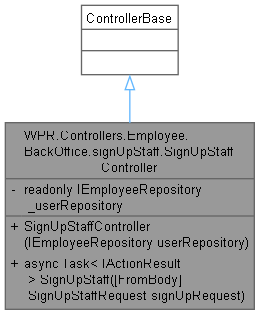 ControllerBase
WPR.Controllers.Employee.
BackOffice.signUpStaff.SignUpStaff
Controller
- readonly IEmployeeRepository
_userRepository
+ SignUpStaffController
(IEmployeeRepository userRepository)
+ async Task< IActionResult
> SignUpStaff([FromBody]
SignUpStaffRequest signUpRequest)